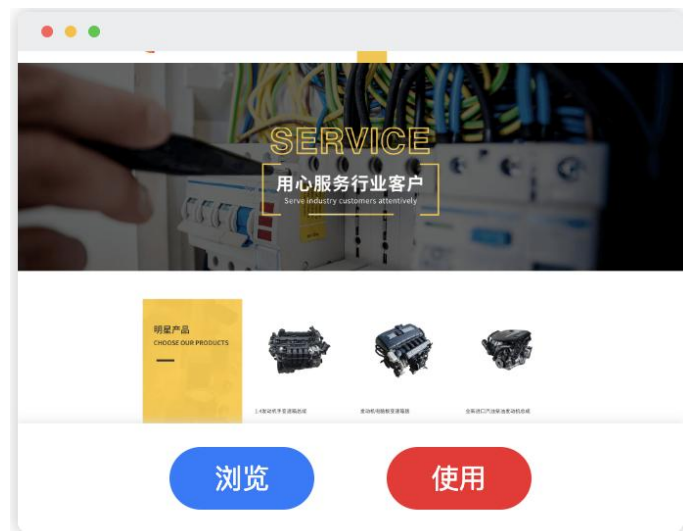 SERVICE
用心服务行业客户
Serve industry customers attentively
明星产品
CHOOSE OUR PRODUCTS
浏览
使用